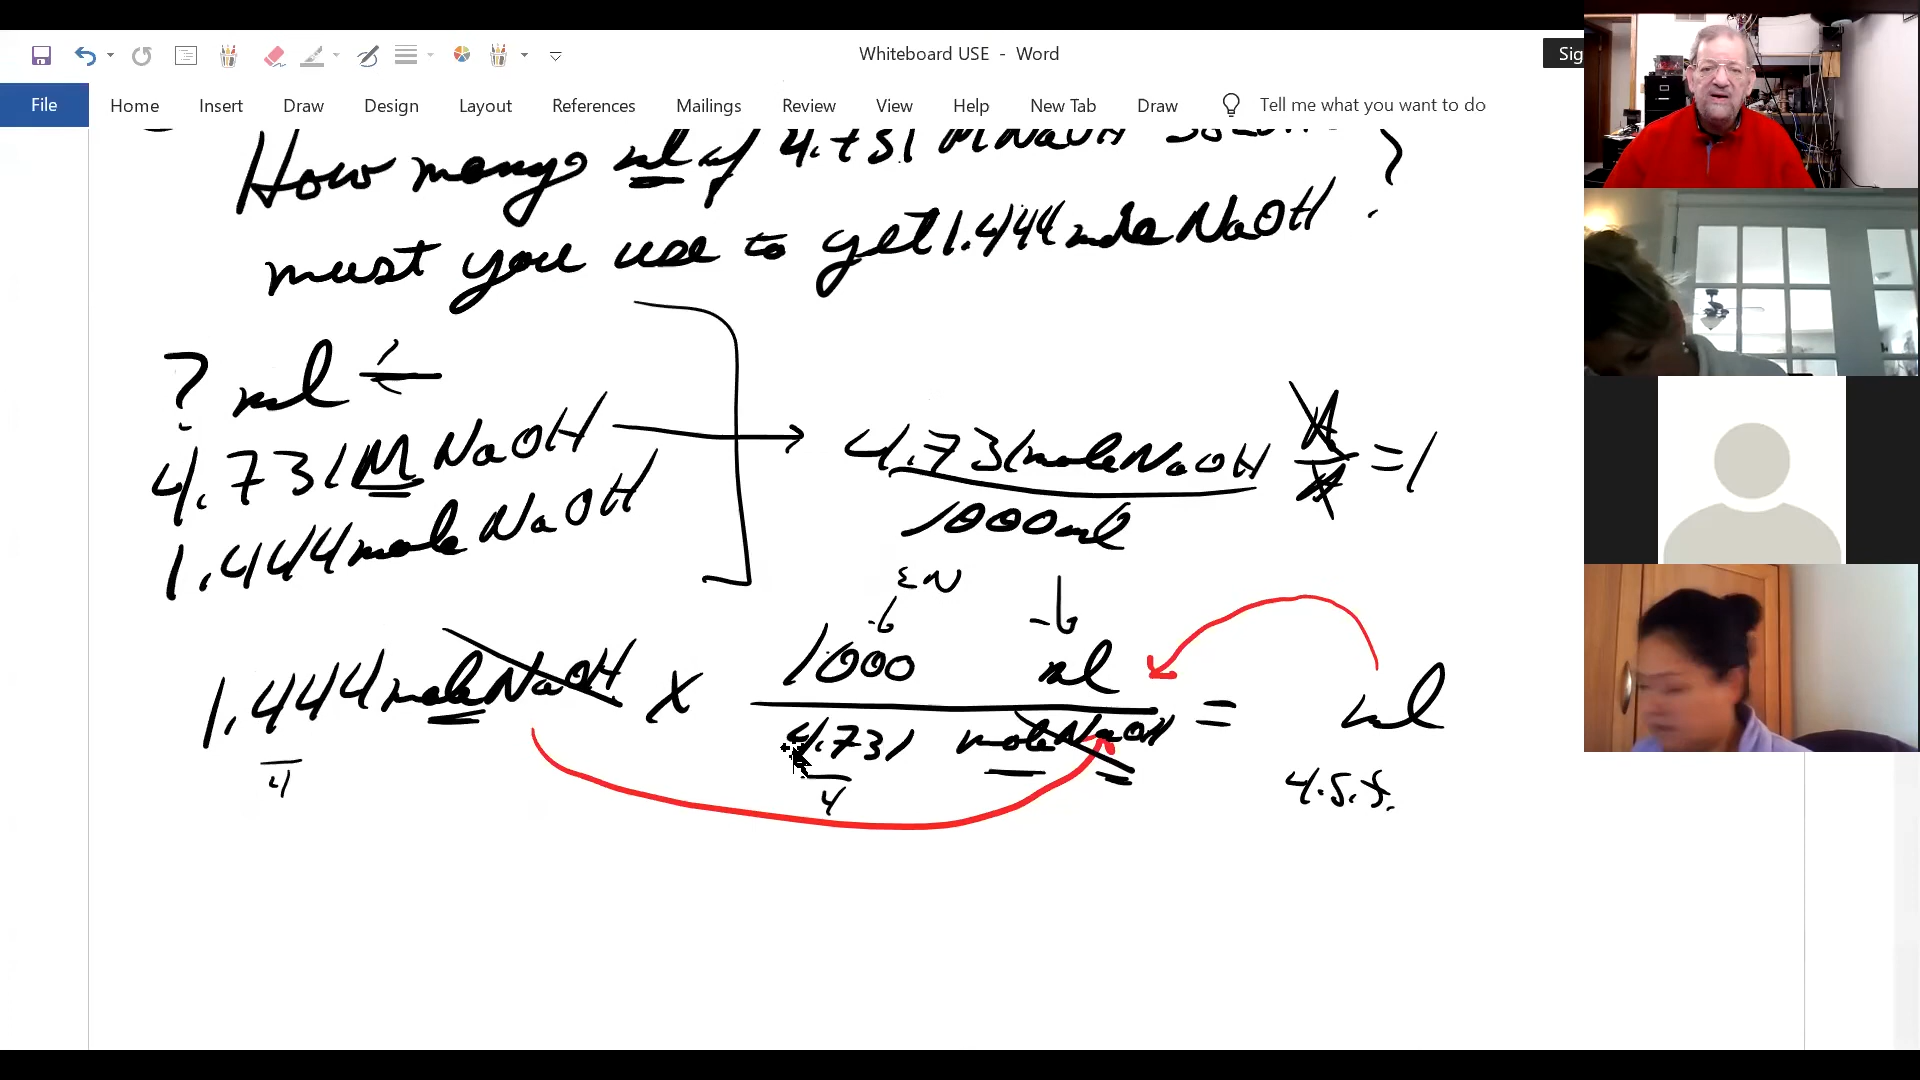 Whiteboard USE - Word
Sig
File Home Insert Draw Design Layout References Mailings Review View Help New Tab Draw Tell me what you want to do
How many ml of 4.731 M NaOH
must you use to get 1.444 mole NaOH ?
? ml
4.731 M NaOH
1.444 mole NaOH
4.731 mole NaOH
1000 ml
= 1
EN
1.444 mole NaOH x 1000 ml = ml
4.731 mole NaOH
4
4
4.S.F.